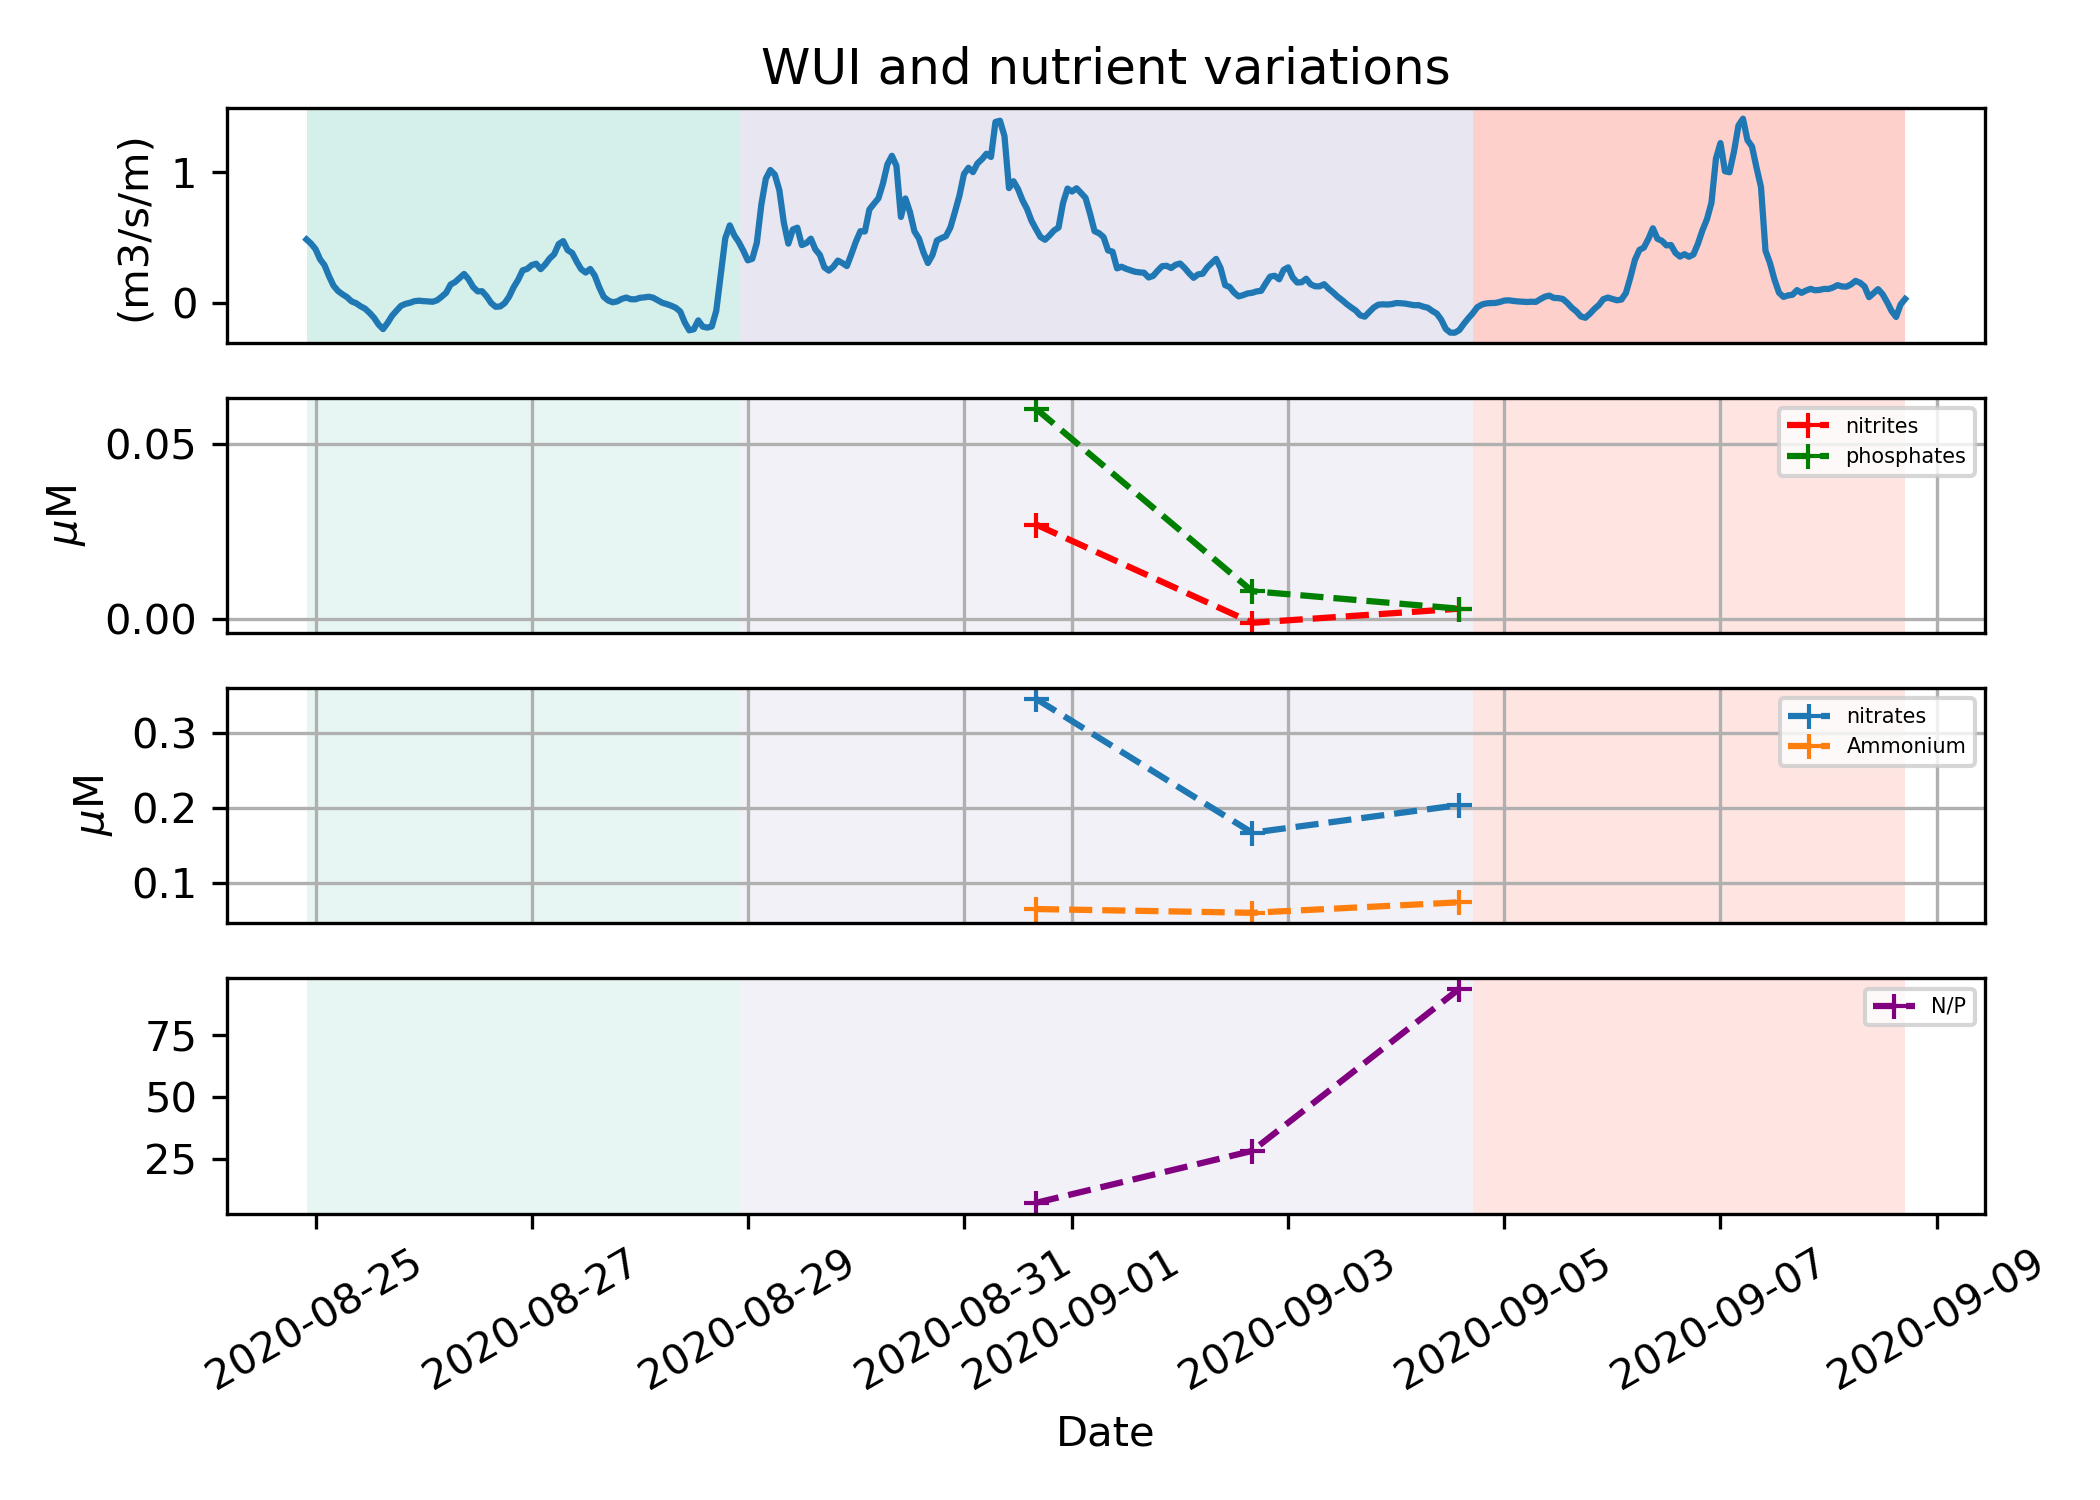 WUI and nutrient variations
(m3/s/m)
1
0
μM
0.05
0.00
nitrites
phosphates
μM
0.3
0.2
0.1
nitrates
Ammonium
75
50
25
N/P
2020-08-25
2020-08-27
2020-08-29
2020-08-31
2020-09-01
2020-09-03
2020-09-05
2020-09-07
2020-09-09
Date